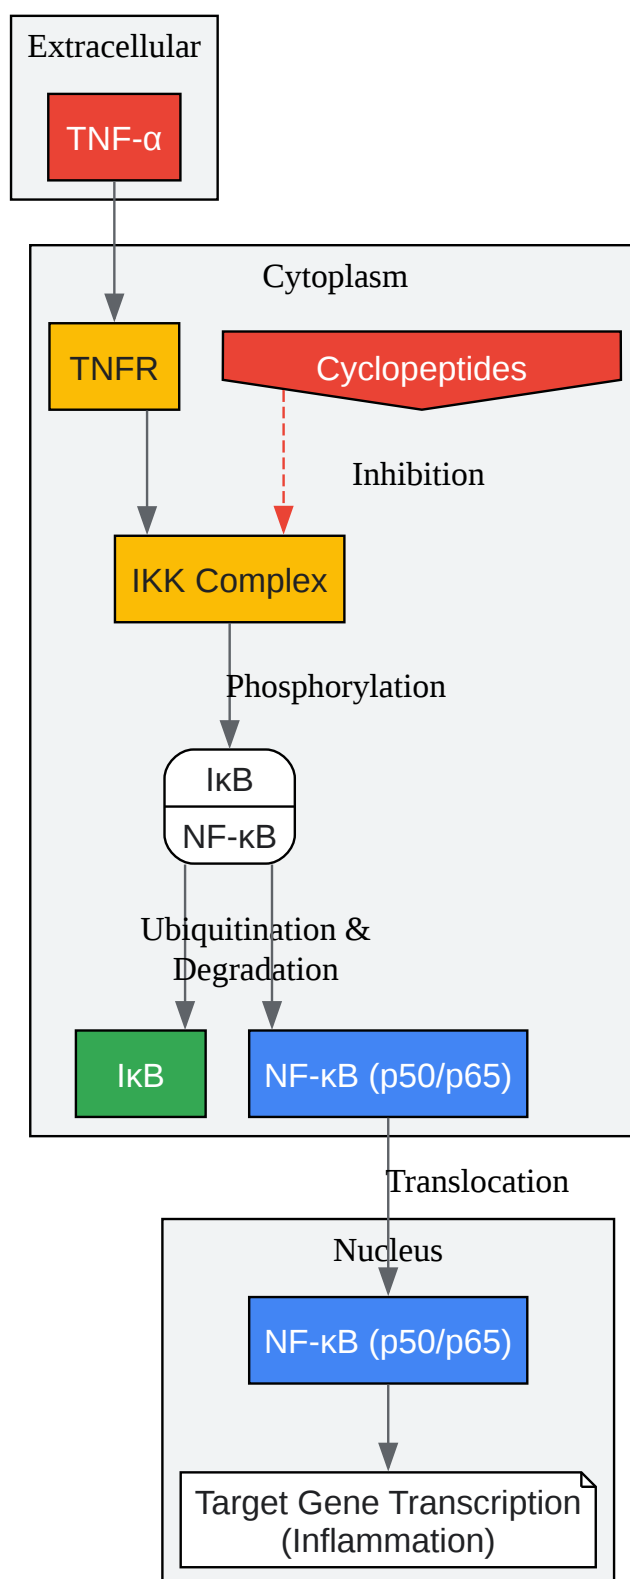 Extracellular
TNF-α
Cytoplasm
TNFR
Cyclopeptides
Inhibition
IKK Complex
Phosphorylation
IκB
NF-κB
Ubiquitination &
Degradation
IκB
NF-κB (p50/p65)
Translocation
Nucleus
NF-κB (p50/p65)
Target Gene Transcription
(Inflammation)